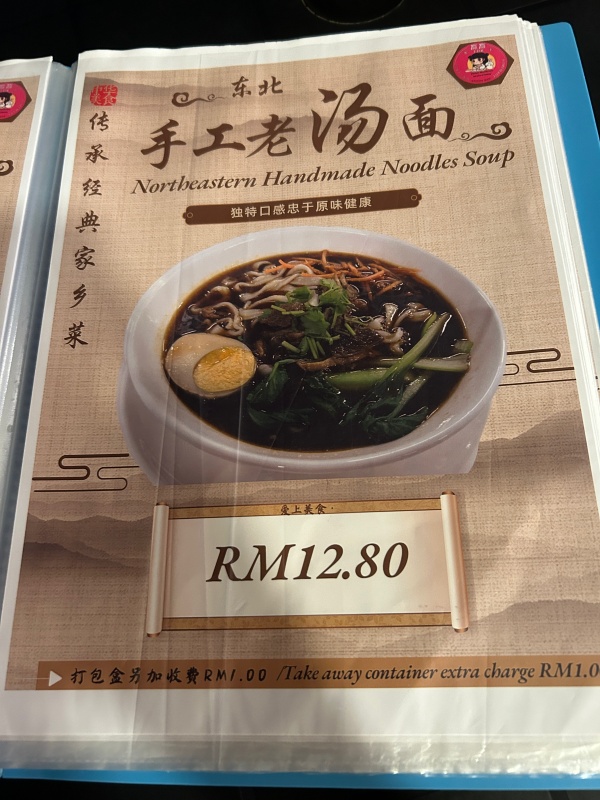 东北
手工老汤面
Northeastern Handmade Noodles Soup
独特口感忠于原味健康
传承经典家乡菜
爱上美食·
RM12.80
打包盒另加收费RM1.00 /Take away container extra charge RM1.0